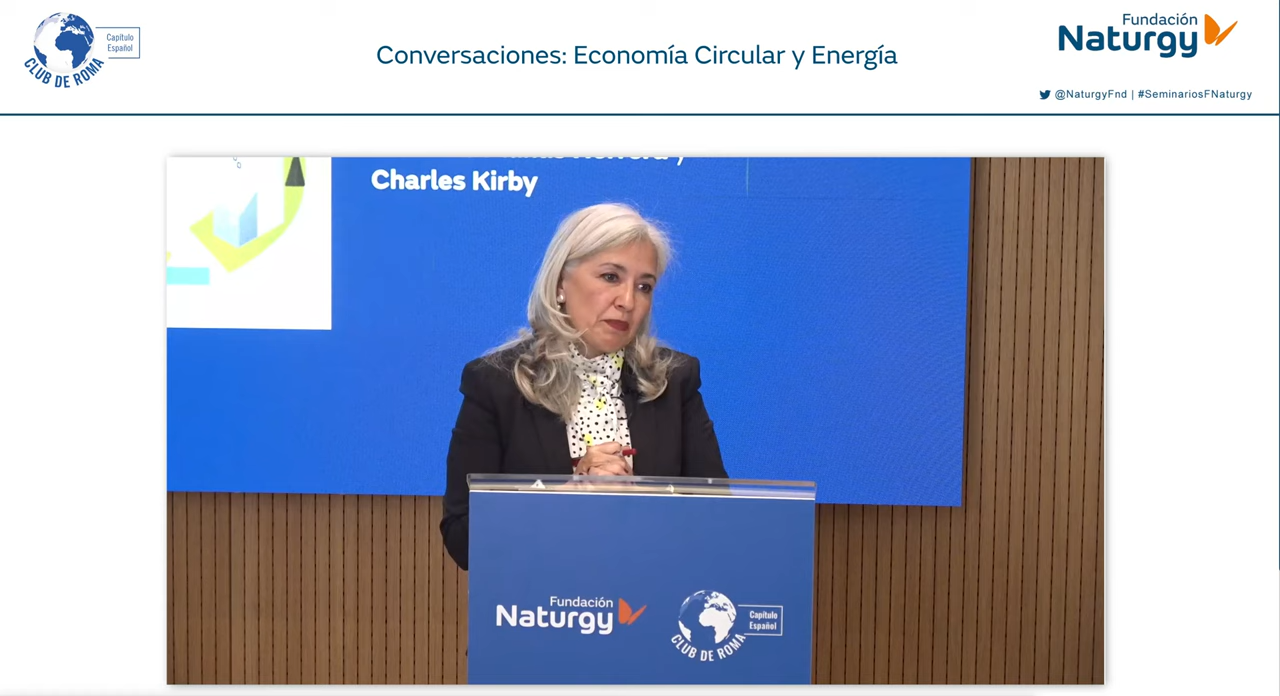 Capítulo
Español
CLUB DE ROMA
Conversaciones: Economía Circular y Energía
Fundación
Naturgy
@NaturgyFnd | #SeminariosFNaturgy
Charles Kirby
Fundación
Naturgy
Capítulo
Español
CLUB DE ROMA